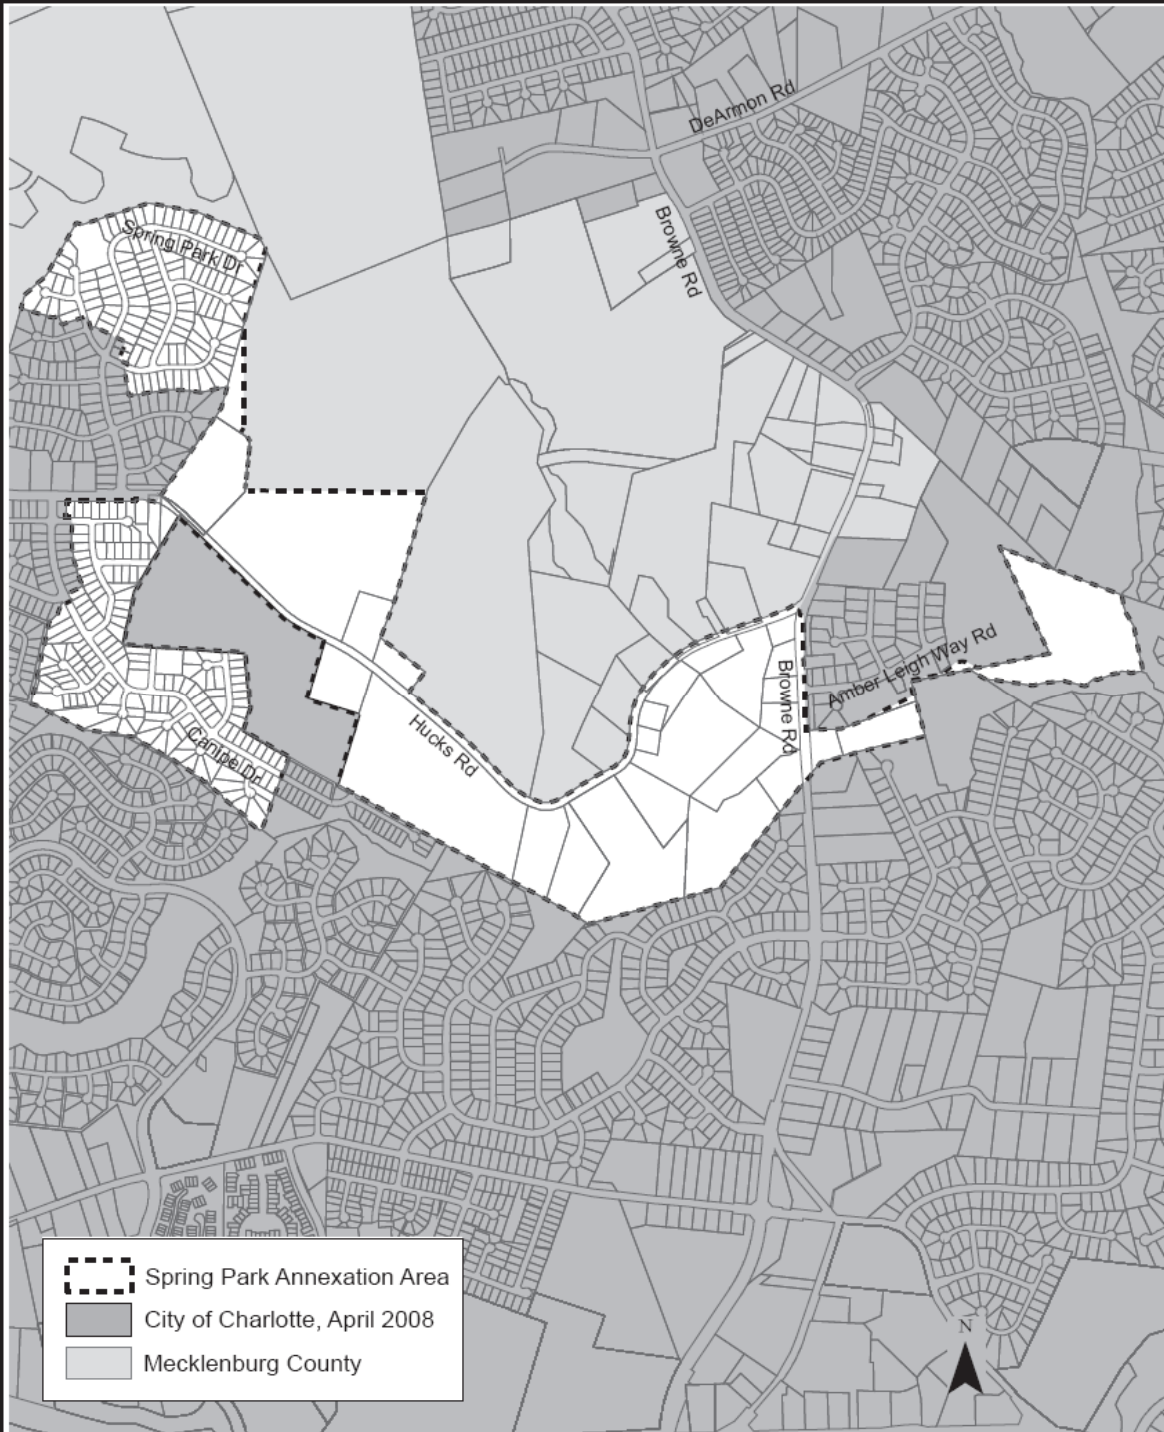 DeArmon Rd
Browne Rd
Spring Park Dr
Amber Leigh Way Rd
Browne Rd
Hucks Rd
Canipe Dr
Spring Park Annexation Area
City of Charlotte, April 2008
Mecklenburg County
N